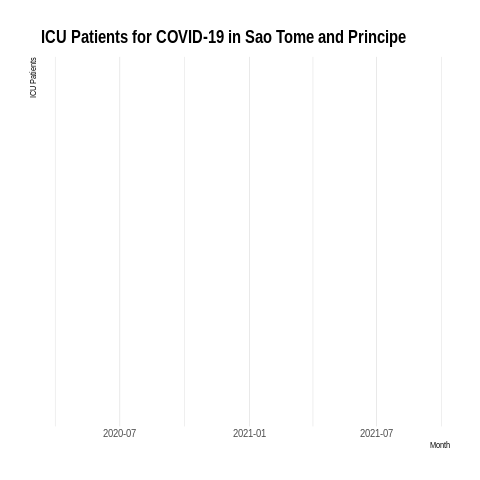 ICU Patients for COVID-19 in Sao Tome and Principe
ICU Patients
2020-07
2021-01
2021-07
Month